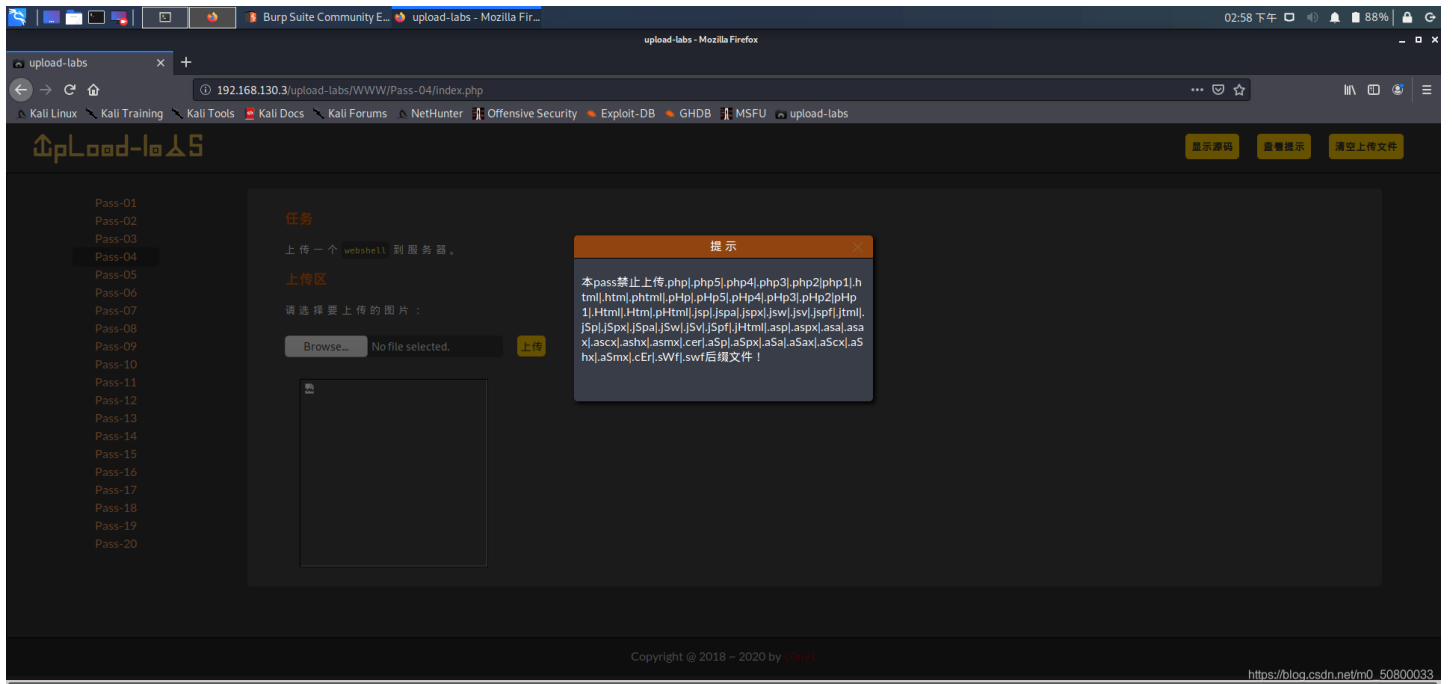 Burp Suite Community E...
upload-labs - Mozilla Fir...
02:58 下午
88%
upload-labs - Mozilla Firefox
upload-labs
192.168.130.3/upload-labs/WWW/Pass-04/index.php
Kali Linux Kali Training Kali Tools Kali Docs Kali Forums NetHunter Offensive Security Exploit-DB GHDB MSFU upload-labs
UpLoad-labS
显示源码 查看提示 清空上传文件
Pass-01
Pass-02
Pass-03
Pass-04
Pass-05
Pass-06
Pass-07
Pass-08
Pass-09
Pass-10
Pass-11
Pass-12
Pass-13
Pass-14
Pass-15
Pass-16
Pass-17
Pass-18
Pass-19
Pass-20
任务
上传一个 webshell 到服务器。
上传区
请选择要上传的图片：
Browse... No file selected. 上传
提示
本pass禁止上传.php|.php5|.php4|.php3|.php2|php1|.h
tml|.htm|.phtml|.pHp|.pHp5|.pHp4|.pHp3|.pHp2|pHp
1|.Html|.Htm|.pHtml|.jsp|.jspa|.jspx|.jsw|.jsv|.jspf|.jtml|.
jSp|.jSpx|.jSpa|.jSw|.jSv|.jSpf|.jHtml|.asp|.aspx|.asa|.asa
x|.ascx|.ashx|.asmx|.cer|.aSp|.aSpx|.aSa|.aSax|.aScx|.aS
hx|.aSmx|.cEr|.sWf|.swf后缀文件！
Copyright @ 2018 ~ 2020 by
https://blog.csdn.net/m0_50800033